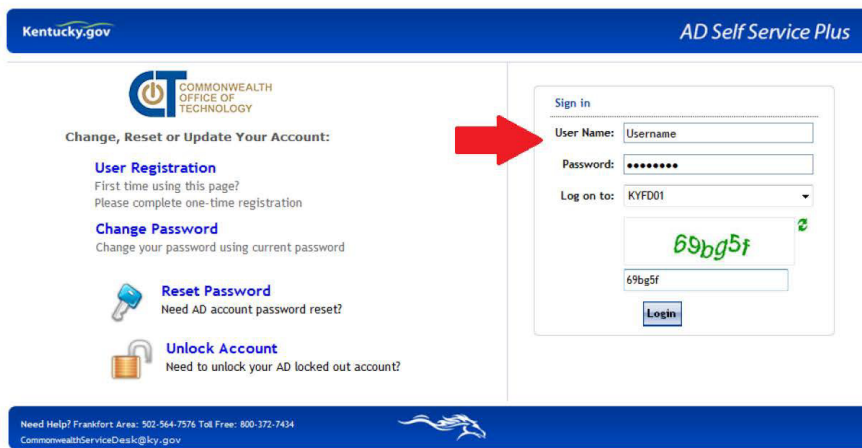 Kentucky.gov
AD Self Service Plus
COT
COMMONWEALTH
OFFICE OF
TECHNOLOGY
Change, Reset or Update Your Account:
User Registration
First time using this page?
Please complete one-time registration
Change Password
Change your password using current password
Reset Password
Need AD account password reset?
Unlock Account
Need to unlock your AD locked out account?
Sign in
User Name: Username
Password: ••••••••
Log on to: KYFD01
69bg5f
69bg5f
Login
Need Help? Frankfort Area: 502-564-7576 Toll Free: 800-372-7434
CommonwealthServiceDesk@ky.gov